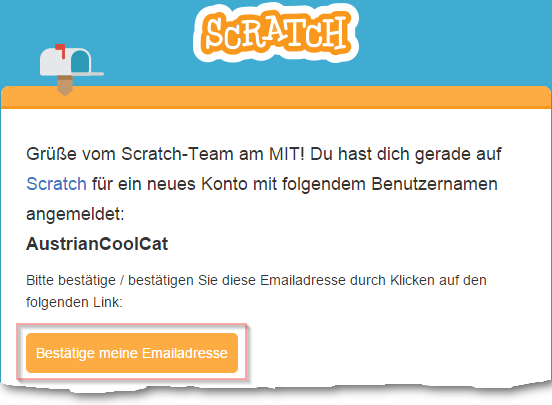 SCRATCH
Grüße vom Scratch-Team am MIT! Du hast dich gerade auf
Scratch für ein neues Konto mit folgendem Benutzernamen
angemeldet:
AustrianCoolCat
Bitte bestätige / bestätigen Sie diese Emailadresse durch Klicken auf den
folgenden Link:
Bestätige meine Emailadresse